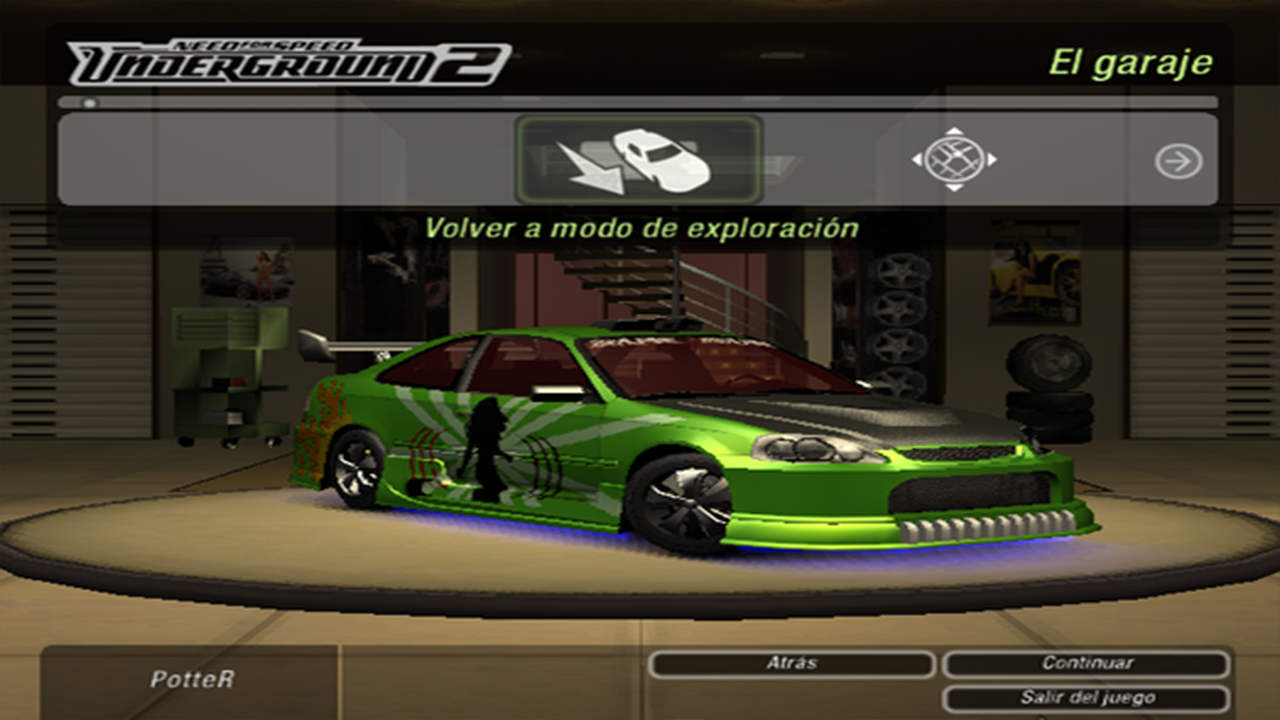 NEED FOR SPEED
UNDERGROUND 2
El garaje
Volver a modo de exploración
PotteR
Atrás
Continuar
Salir del juego